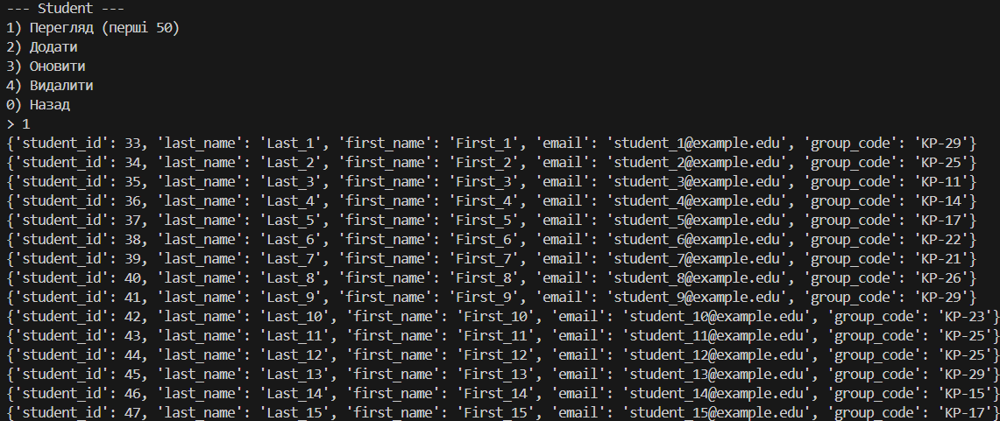 --- Student ---
1) Перегляд (перші 50)
2) Додати
3) Оновити
4) Видалити
0) Назад
> 1
{'student_id': 33, 'last_name': 'Last_1', 'first_name': 'First_1', 'email': 'student_1@example.edu', 'group_code': 'KP-29'}
{'student_id': 34, 'last_name': 'Last_2', 'first_name': 'First_2', 'email': 'student_2@example.edu', 'group_code': 'KP-25'}
{'student_id': 35, 'last_name': 'Last_3', 'first_name': 'First_3', 'email': 'student_3@example.edu', 'group_code': 'KP-11'}
{'student_id': 36, 'last_name': 'Last_4', 'first_name': 'First_4', 'email': 'student_4@example.edu', 'group_code': 'KP-14'}
{'student_id': 37, 'last_name': 'Last_5', 'first_name': 'First_5', 'email': 'student_5@example.edu', 'group_code': 'KP-17'}
{'student_id': 38, 'last_name': 'Last_6', 'first_name': 'First_6', 'email': 'student_6@example.edu', 'group_code': 'KP-22'}
{'student_id': 39, 'last_name': 'Last_7', 'first_name': 'First_7', 'email': 'student_7@example.edu', 'group_code': 'KP-21'}
{'student_id': 40, 'last_name': 'Last_8', 'first_name': 'First_8', 'email': 'student_8@example.edu', 'group_code': 'KP-26'}
{'student_id': 41, 'last_name': 'Last_9', 'first_name': 'First_9', 'email': 'student_9@example.edu', 'group_code': 'KP-29'}
{'student_id': 42, 'last_name': 'Last_10', 'first_name': 'First_10', 'email': 'student_10@example.edu', 'group_code': 'KP-23'}
{'student_id': 43, 'last_name': 'Last_11', 'first_name': 'First_11', 'email': 'student_11@example.edu', 'group_code': 'KP-25'}
{'student_id': 44, 'last_name': 'Last_12', 'first_name': 'First_12', 'email': 'student_12@example.edu', 'group_code': 'KP-25'}
{'student_id': 45, 'last_name': 'Last_13', 'first_name': 'First_13', 'email': 'student_13@example.edu', 'group_code': 'KP-29'}
{'student_id': 46, 'last_name': 'Last_14', 'first_name': 'First_14', 'email': 'student_14@example.edu', 'group_code': 'KP-15'}
{'student_id': 47, 'last_name': 'Last_15', 'first_name': 'First_15', 'email': 'student_15@example.edu', 'group_code': 'KP-17'}